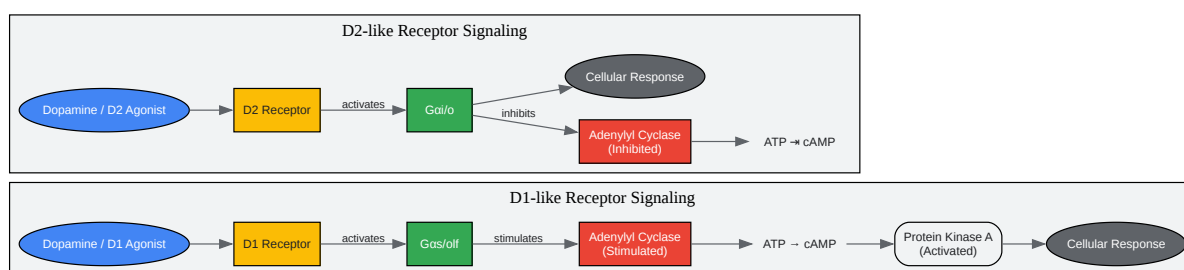 D2-like Receptor Signaling
Cellular Response
Dopamine / D2 Agonist
D2 Receptor
activates
Gαi/o
inhibits
Adenylyl Cyclase
(Inhibited)
ATP ⇥ cAMP
D1-like Receptor Signaling
Dopamine / D1 Agonist
D1 Receptor
activates
Gαs/olf
stimulates
Adenylyl Cyclase
(Stimulated)
ATP → cAMP
Protein Kinase A
(Activated)
Cellular Response